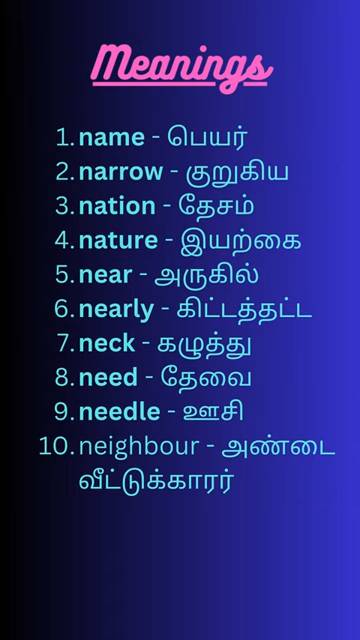 Meanings
1. name - பெயர்
2. narrow - குறுகிய
3. nation - தேசம்
4. nature - இயற்கை
5. near - அருகில்
6. nearly - கிட்டத்தட்ட
7. neck - கழுத்து
8. need - தேவை
9. needle - ஊசி
10. neighbour - அண்டை
வீட்டுக்காரர்